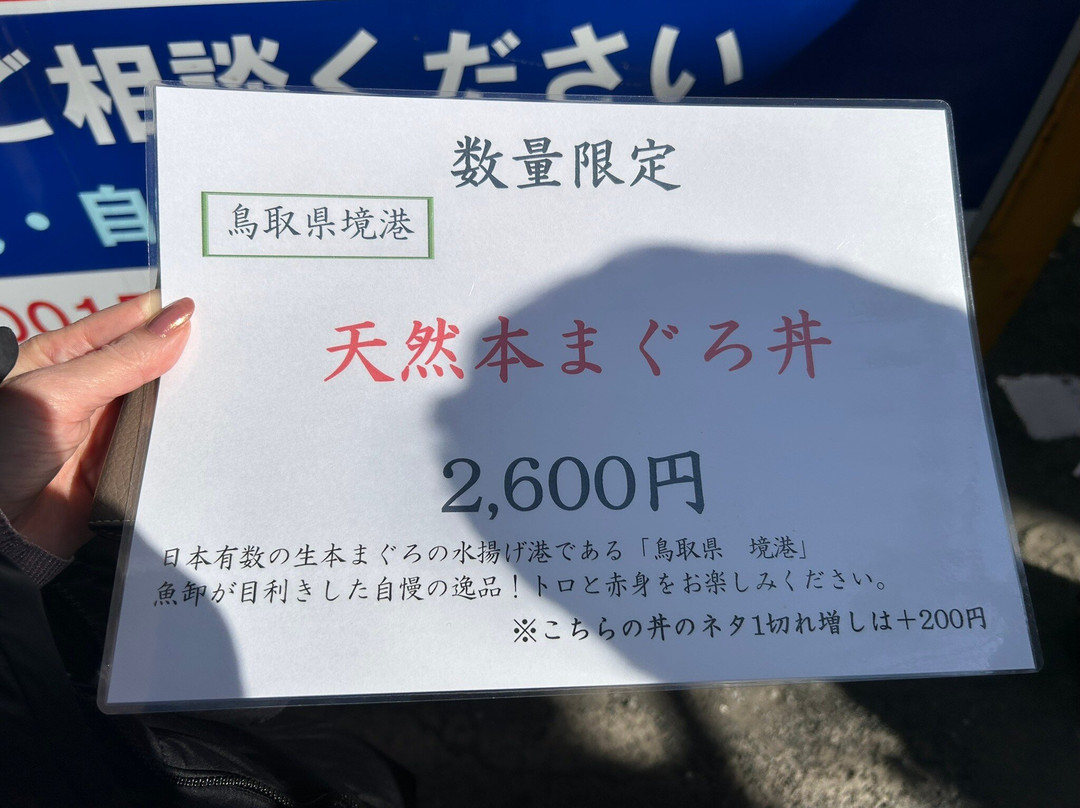 ご相談ください
・自
数量限定
鳥取県境港
天然本まぐろ丼
2,600円
日本有数の生本まぐろの水揚げ港である「鳥取県　境港」
魚卸が目利きした自慢の逸品！トロと赤身をお楽しみください。
※こちらの丼のネタ1切れ増しは＋200円